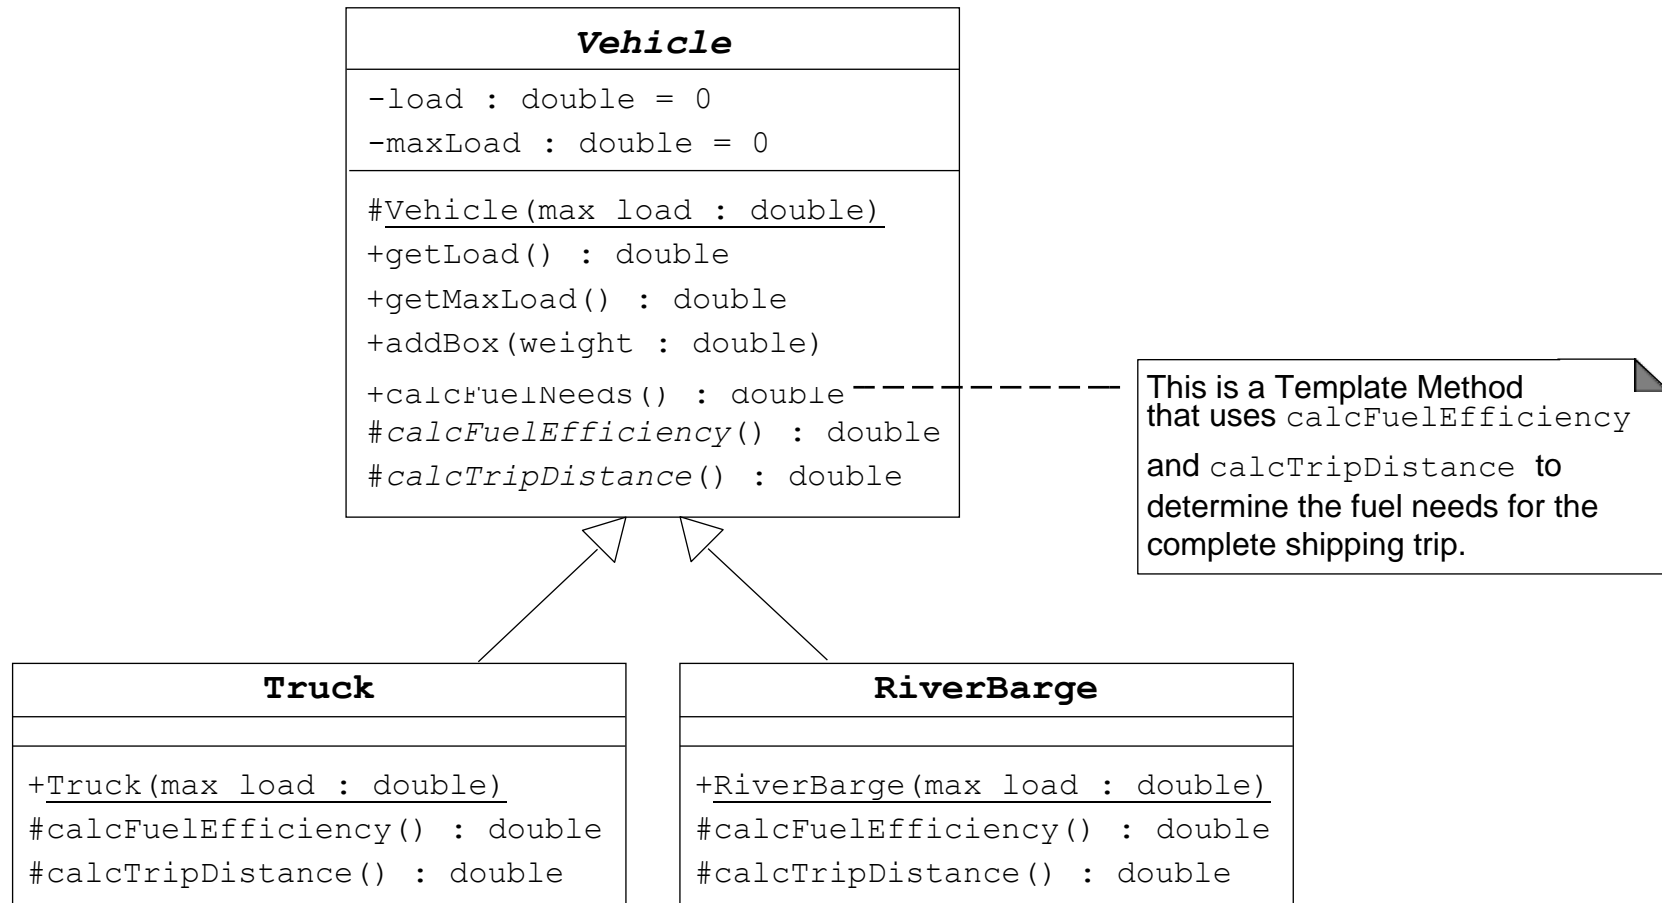 Vehicle
-load : double = 0
-maxLoad : double = 0
#Vehicle(max load : double)
+getLoad() : double
+getMaxLoad() : double
+addBox(weight : double)
+calcFuelNeeds() : double
#calcFuelEfficiency() : double
#calcTripDistance() : double
This is a Template Method
that uses calcFuelEfficiency
and calcTripDistance to
determine the fuel needs for the
complete shipping trip.
Truck
+Truck(max load : double)
#calcFuelEfficiency() : double
#calcTripDistance() : double
RiverBarge
+RiverBarge(max load : double)
#calcFuelEfficiency() : double
#calcTripDistance() : double